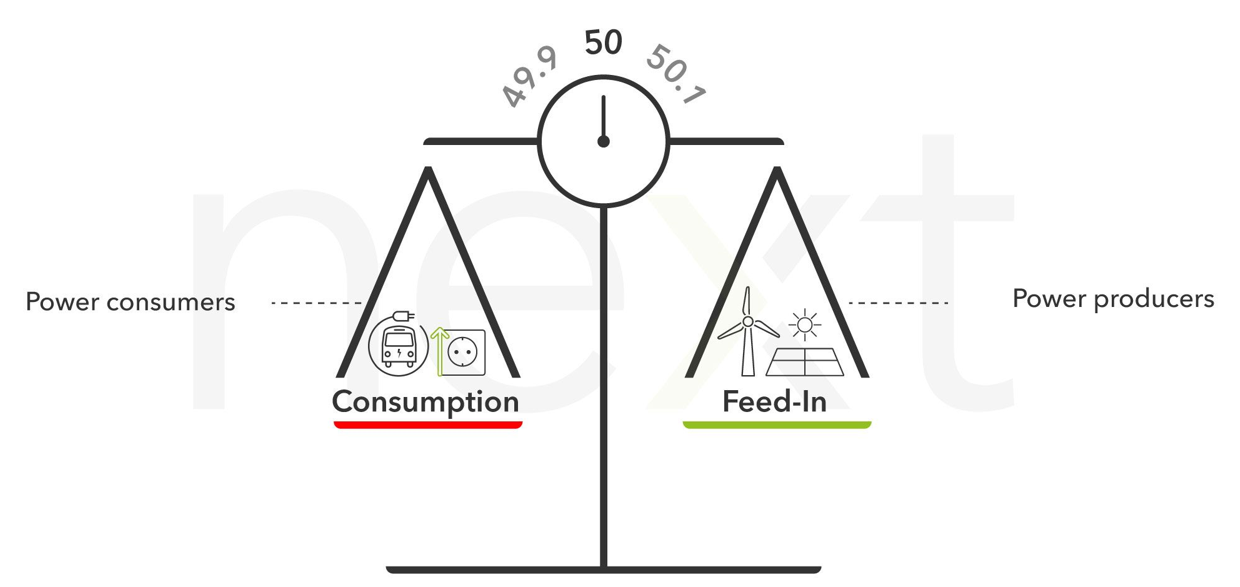 50
49.9
50.1
next
Power consumers
Power producers
Consumption
Feed-In